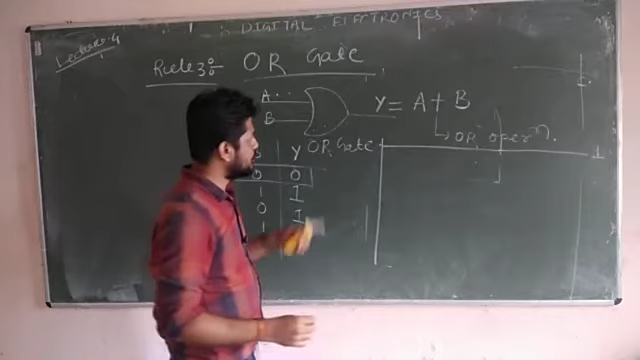 DIGITAL ELECTRONICS
Lecture-4
Rule 3:- OR Gate
A
B
Y = A + B
OR Opern.
OR Gate
Y
0 0
1 1
0 1
1